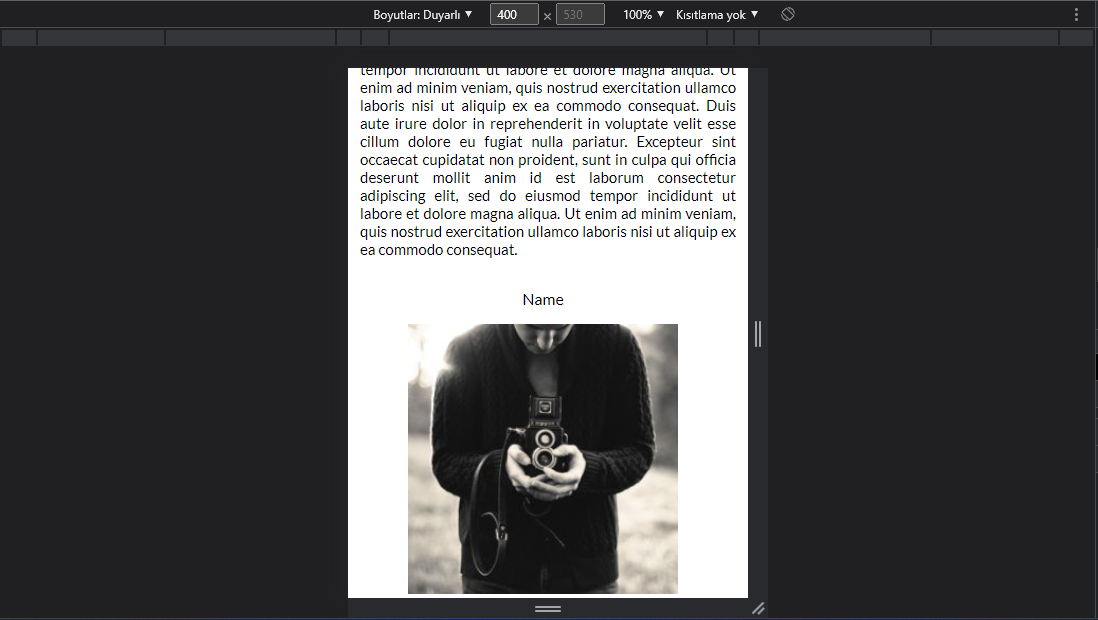 Boyutlar: Duyarlı ▼ 400 × 530 100% ▼ Kısıtlama yok ▼
tempor incididunt ut labore et dolore magna aliqua. Ut
enim ad minim veniam, quis nostrud exercitation ullamco
laboris nisi ut aliquip ex ea commodo consequat. Duis
aute irure dolor in reprehenderit in voluptate velit esse
cillum dolore eu fugiat nulla pariatur. Excepteur sint
occaecat cupidatat non proident, sunt in culpa qui officia
deserunt mollit anim id est laborum consectetur
adipiscing elit, sed do eiusmod tempor incididunt ut
labore et dolore magna aliqua. Ut enim ad minim veniam,
quis nostrud exercitation ullamco laboris nisi ut aliquip ex
ea commodo consequat.
Name